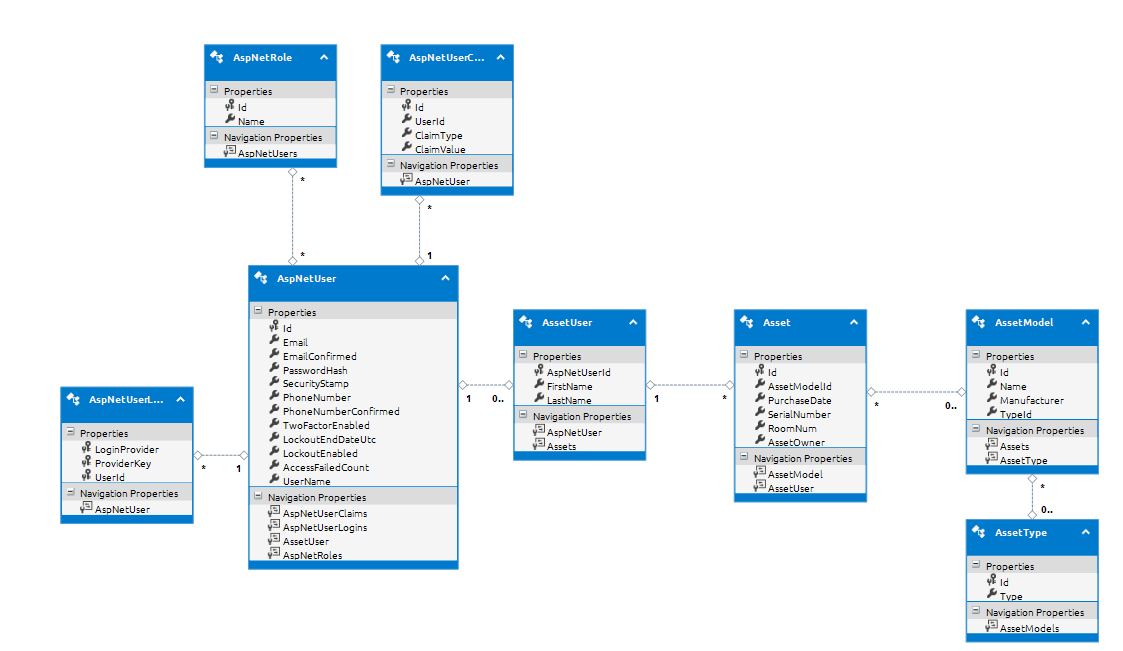 AspNetRole
Properties
Id
Name
Navigation Properties
AspNetUsers
*
*
AspNetUserC...
Properties
Id
UserId
ClaimType
ClaimValue
Navigation Properties
AspNetUser
*
1
AspNetUser
Properties
Id
Email
EmailConfirmed
PasswordHash
SecurityStamp
PhoneNumber
PhoneNumberConfirmed
TwoFactorEnabled
LockoutEndDateUtc
LockoutEnabled
AccessFailedCount
UserName
Navigation Properties
AspNetUserClaims
AspNetUserLogins
AssetUser
AspNetRoles
AspNetUserL...
Properties
LoginProvider
ProviderKey
UserId
Navigation Properties
AspNetUser
*
1
1
0..
AssetUser
Properties
AspNetUserId
FirstName
LastName
Navigation Properties
AspNetUser
Assets
1
*
Asset
Properties
Id
AssetModelId
PurchaseDate
SerialNumber
RoomNum
AssetOwner
Navigation Properties
AssetModel
AssetUser
*
0..
AssetModel
Properties
Id
Name
Manufacturer
TypeId
Navigation Properties
Assets
AssetType
*
0..
AssetType
Properties
Id
Type
Navigation Properties
AssetModels